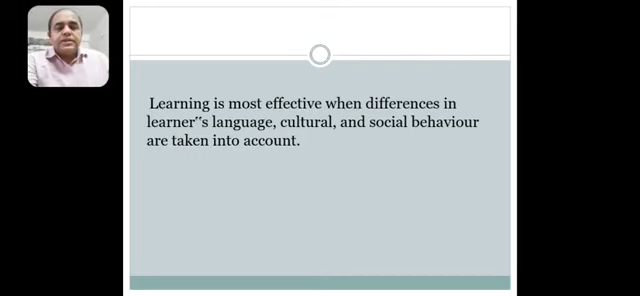 Learning is most effective when differences in
learner''s language, cultural, and social behaviour
are taken into account.